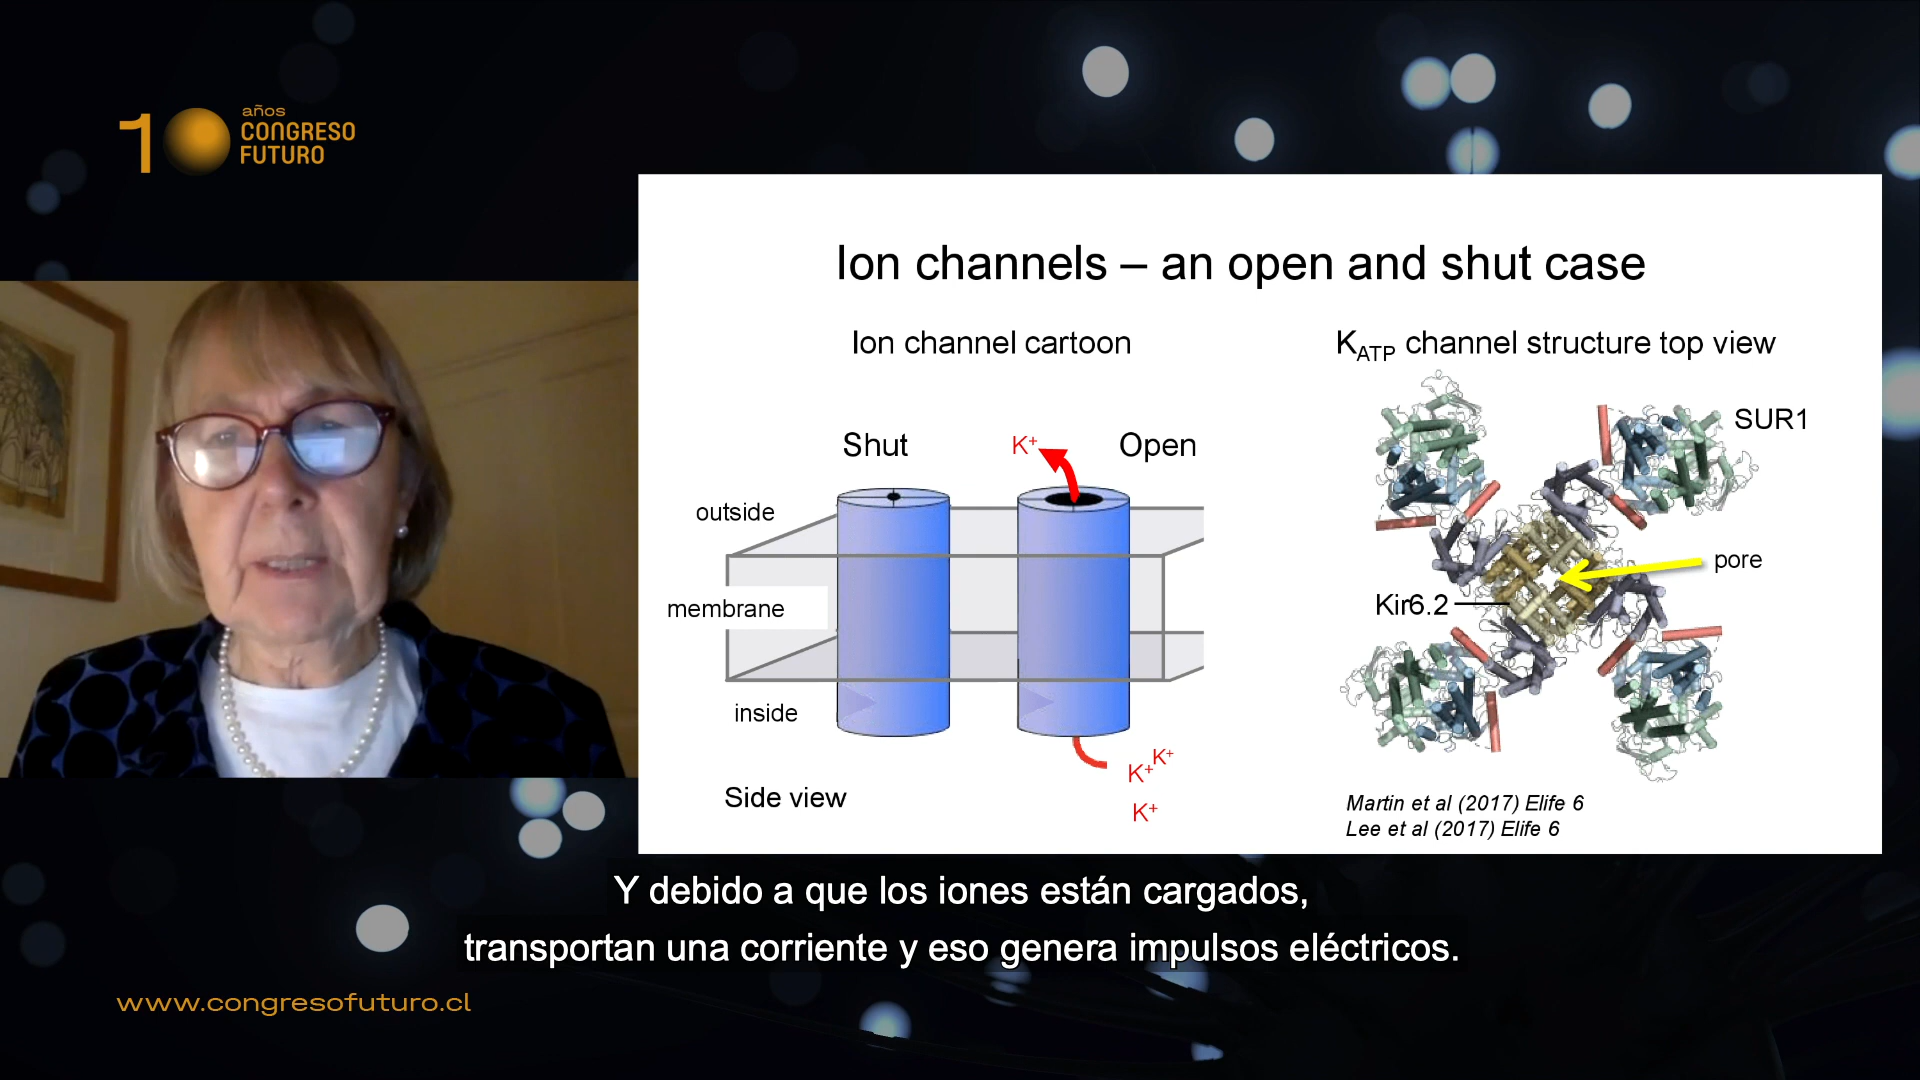 10 años
CONGRESO
FUTURO
Ion channels – an open and shut case
Ion channel cartoon
Shut
K+
Open
outside
membrane
inside
K+
K+
K+
Side view
KATP channel structure top view
SUR1
pore
Kir6.2
Martin et al (2017) Elife 6
Lee et al (2017) Elife 6
Y debido a que los iones están cargados,
transportan una corriente y eso genera impulsos eléctricos.
www.congresofuturo.cl